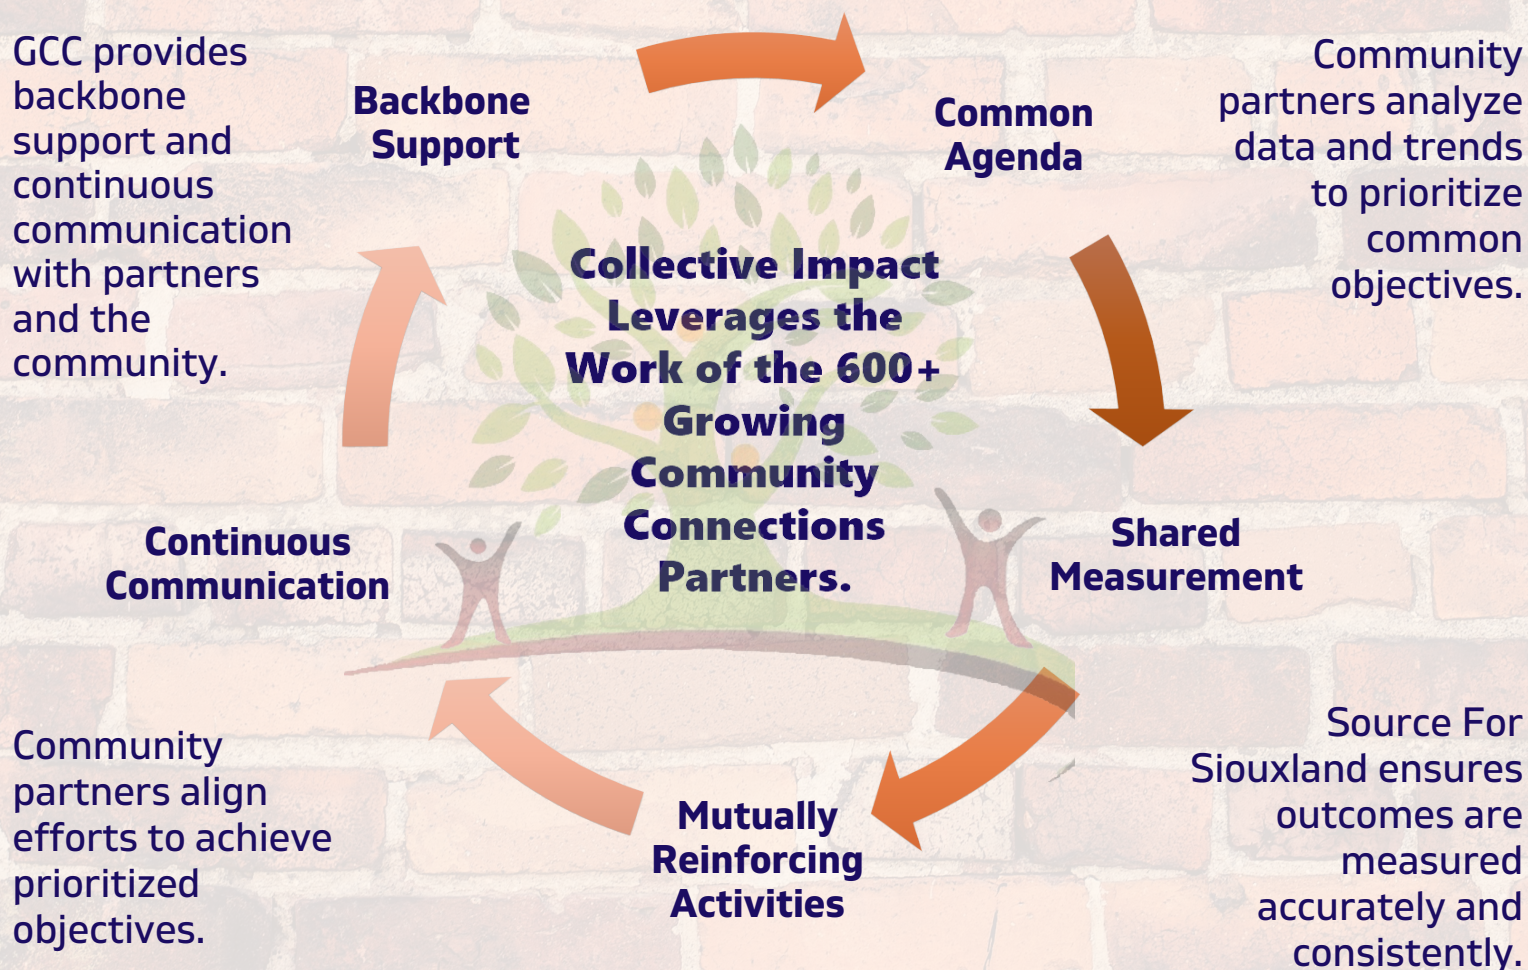 GCC provides
backbone
support and
continuous
communication
with partners
and the
community.
Backbone
Support
Common
Agenda
Community
partners analyze
data and trends
to prioritize
common
objectives.
Collective Impact
Leverages the
Work of the 600+
Growing
Community
Connections
Partners.
Continuous
Communication
Shared
Measurement
Community
partners align
efforts to achieve
prioritized
objectives.
Mutually
Reinforcing
Activities
Source For
Siouxland ensures
outcomes are
measured
accurately and
consistently.